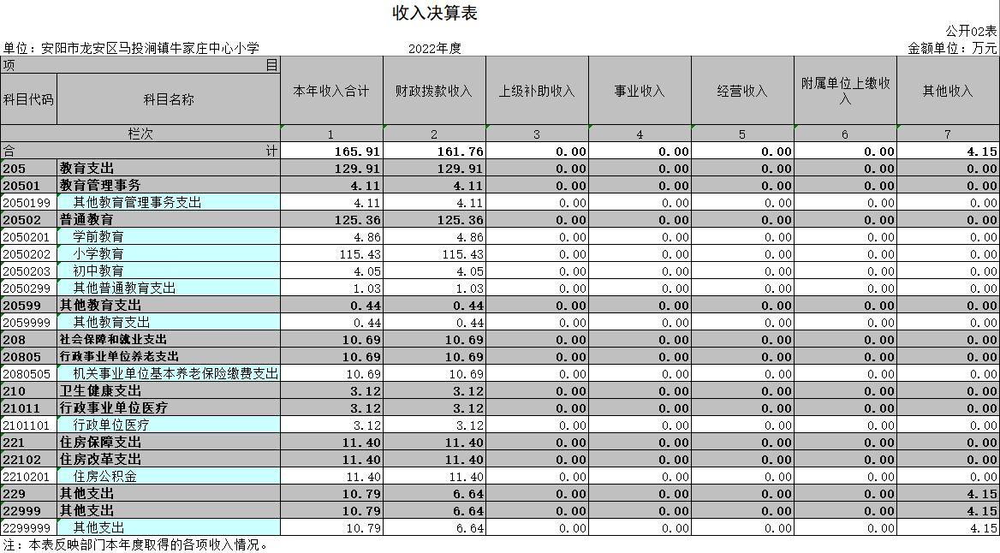 收入决算表
公开02表
单位：安阳市龙安区马投涧镇牛家庄中心小学 2022年度 金额单位：万元
项 目 本年收入合计 财政拨款收入 上级补助收入 事业收入 经营收入 附属单位上缴收入 其他收入
科目代码 科目名称
栏次 1 2 3 4 5 6 7
合 计 165.91 161.76 0.00 0.00 0.00 0.00 4.15
205 教育支出 129.91 129.91 0.00 0.00 0.00 0.00 0.00
20501 教育管理事务 4.11 4.11 0.00 0.00 0.00 0.00 0.00
2050199 其他教育管理事务支出 4.11 4.11 0.00 0.00 0.00 0.00 0.00
20502 普通教育 125.36 125.36 0.00 0.00 0.00 0.00 0.00
2050201 学前教育 4.86 4.86 0.00 0.00 0.00 0.00 0.00
2050202 小学教育 115.43 115.43 0.00 0.00 0.00 0.00 0.00
2050203 初中教育 4.05 4.05 0.00 0.00 0.00 0.00 0.00
2050299 其他普通教育支出 1.03 1.03 0.00 0.00 0.00 0.00 0.00
20599 其他教育支出 0.44 0.44 0.00 0.00 0.00 0.00 0.00
2059999 其他教育支出 0.44 0.44 0.00 0.00 0.00 0.00 0.00
208 社会保障和就业支出 10.69 10.69 0.00 0.00 0.00 0.00 0.00
20805 行政事业单位养老支出 10.69 10.69 0.00 0.00 0.00 0.00 0.00
2080505 机关事业单位基本养老保险缴费支出 10.69 10.69 0.00 0.00 0.00 0.00 0.00
210 卫生健康支出 3.12 3.12 0.00 0.00 0.00 0.00 0.00
21011 行政事业单位医疗 3.12 3.12 0.00 0.00 0.00 0.00 0.00
2101101 行政单位医疗 3.12 3.12 0.00 0.00 0.00 0.00 0.00
221 住房保障支出 11.40 11.40 0.00 0.00 0.00 0.00 0.00
22102 住房改革支出 11.40 11.40 0.00 0.00 0.00 0.00 0.00
2210201 住房公积金 11.40 11.40 0.00 0.00 0.00 0.00 0.00
229 其他支出 10.79 6.64 0.00 0.00 0.00 0.00 4.15
22999 其他支出 10.79 6.64 0.00 0.00 0.00 0.00 4.15
2299999 其他支出 10.79 6.64 0.00 0.00 0.00 0.00 4.15
注：本表反映部门本年度取得的各项收入情况。